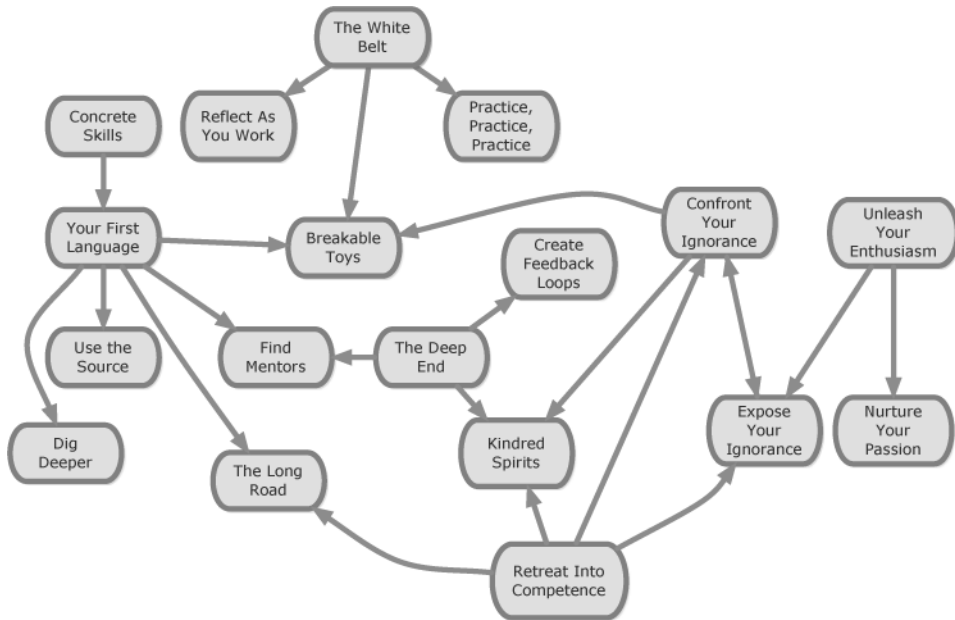 The White
Belt
Concrete
Skills
Reflect As
You Work
Practice,
Practice,
Practice
Your First
Language
Breakable
Toys
Confront
Your
Ignorance
Unleash
Your
Enthusiasm
Create
Feedback
Loops
Use the
Source
Find
Mentors
The Deep
End
Dig
Deeper
The Long
Road
Kindred
Spirits
Expose
Your
Ignorance
Nurture
Your
Passion
Retreat Into
Competence